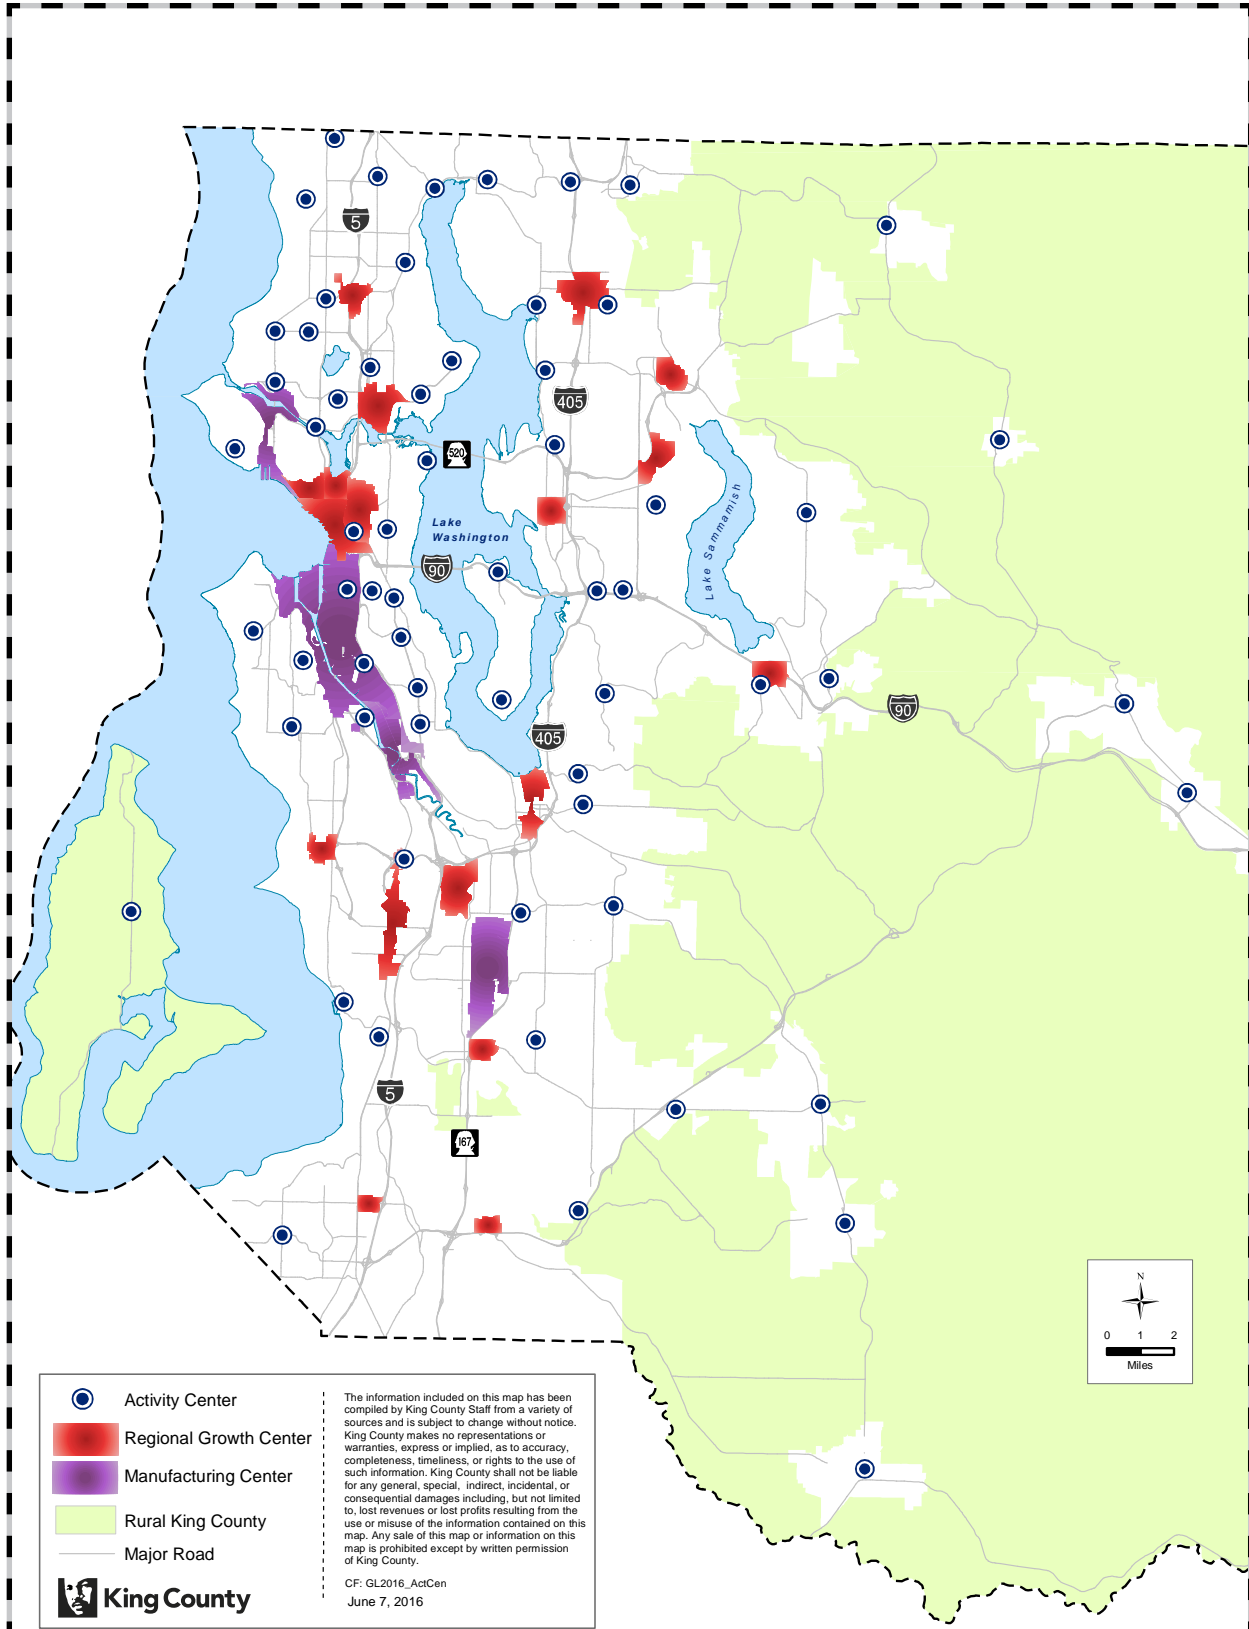 5
405
520
Lake
Washington
Lake Sammamish
90
90
405
5
167
N
0 1 2
Miles
Activity Center
Regional Growth Center
Manufacturing Center
Rural King County
Major Road
King County
The information included on this map has been
compiled by King County Staff from a variety of
sources and is subject to change without notice.
King County makes no representations or
warranties, express or implied, as to accuracy,
completeness, timeliness, or rights to the use of
such information. King County shall not be liable
for any general, special, indirect, incidental, or
consequential damages including, but not limited
to, lost revenues or lost profits resulting from the
use or misuse of the information contained on this
map. Any sale of this map or information on this
map is prohibited except by written permission
of King County.
CF: GL2016_ActCen
June 7, 2016